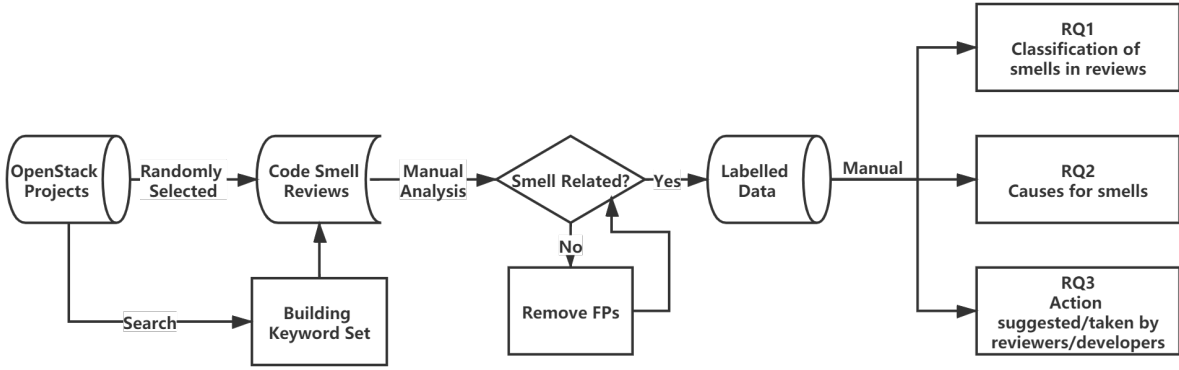 OpenStack
Projects
Randomly
Selected
Code Smell
Reviews
Manual
Analysis
Smell Related?
Yes
Labelled
Data
Manual
RQ1
Classification of
smells in reviews
RQ2
Causes for smells
No
Search
Building
Keyword Set
Remove FPs
RQ3
Action
suggested/taken by
reviewers/developers